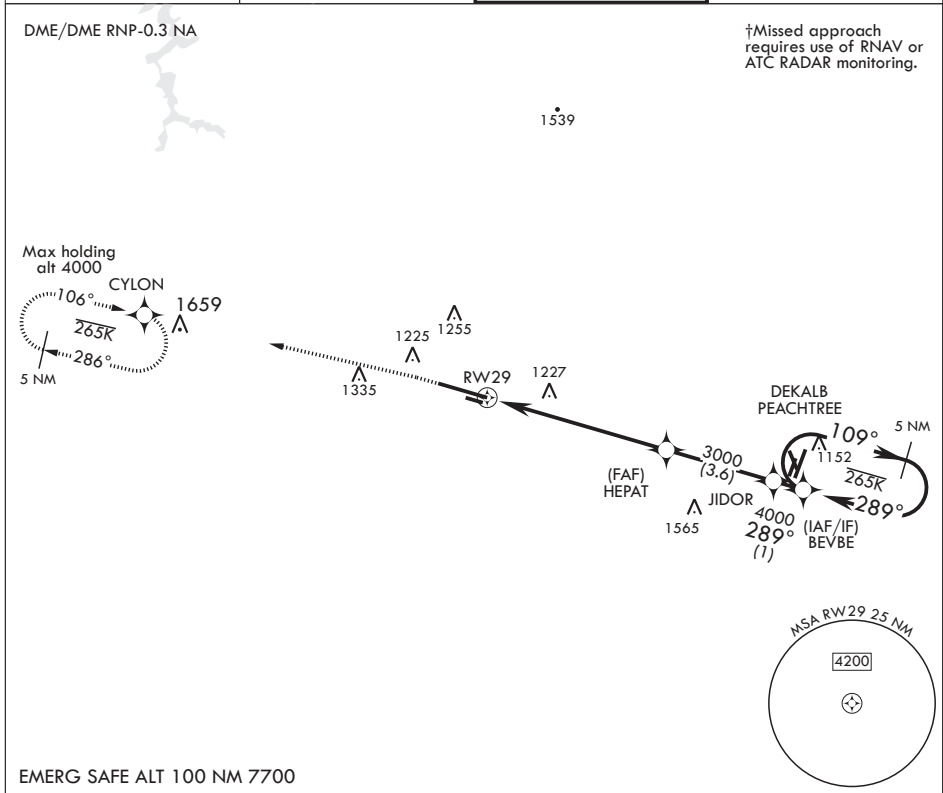 DME/DME RNP-0.3 NA
†Missed approach
requires use of RNAV or
ATC RADAR monitoring.
1539
Max holding
alt 4000
CYLON
106°
1659
265K
286°
5 NM
1255
1225
1335
RW29
1227
DEKALB
PEACHTREE
109°
5 NM
1152
265K
289°
3000
(3.6)
(FAF)
HEPAT
JIDOR
1565
4000
289°
(1)
(IAF/IF)
BEVBE
MSA RW29 25 NM
4200
EMERG SAFE ALT 100 NM 7700